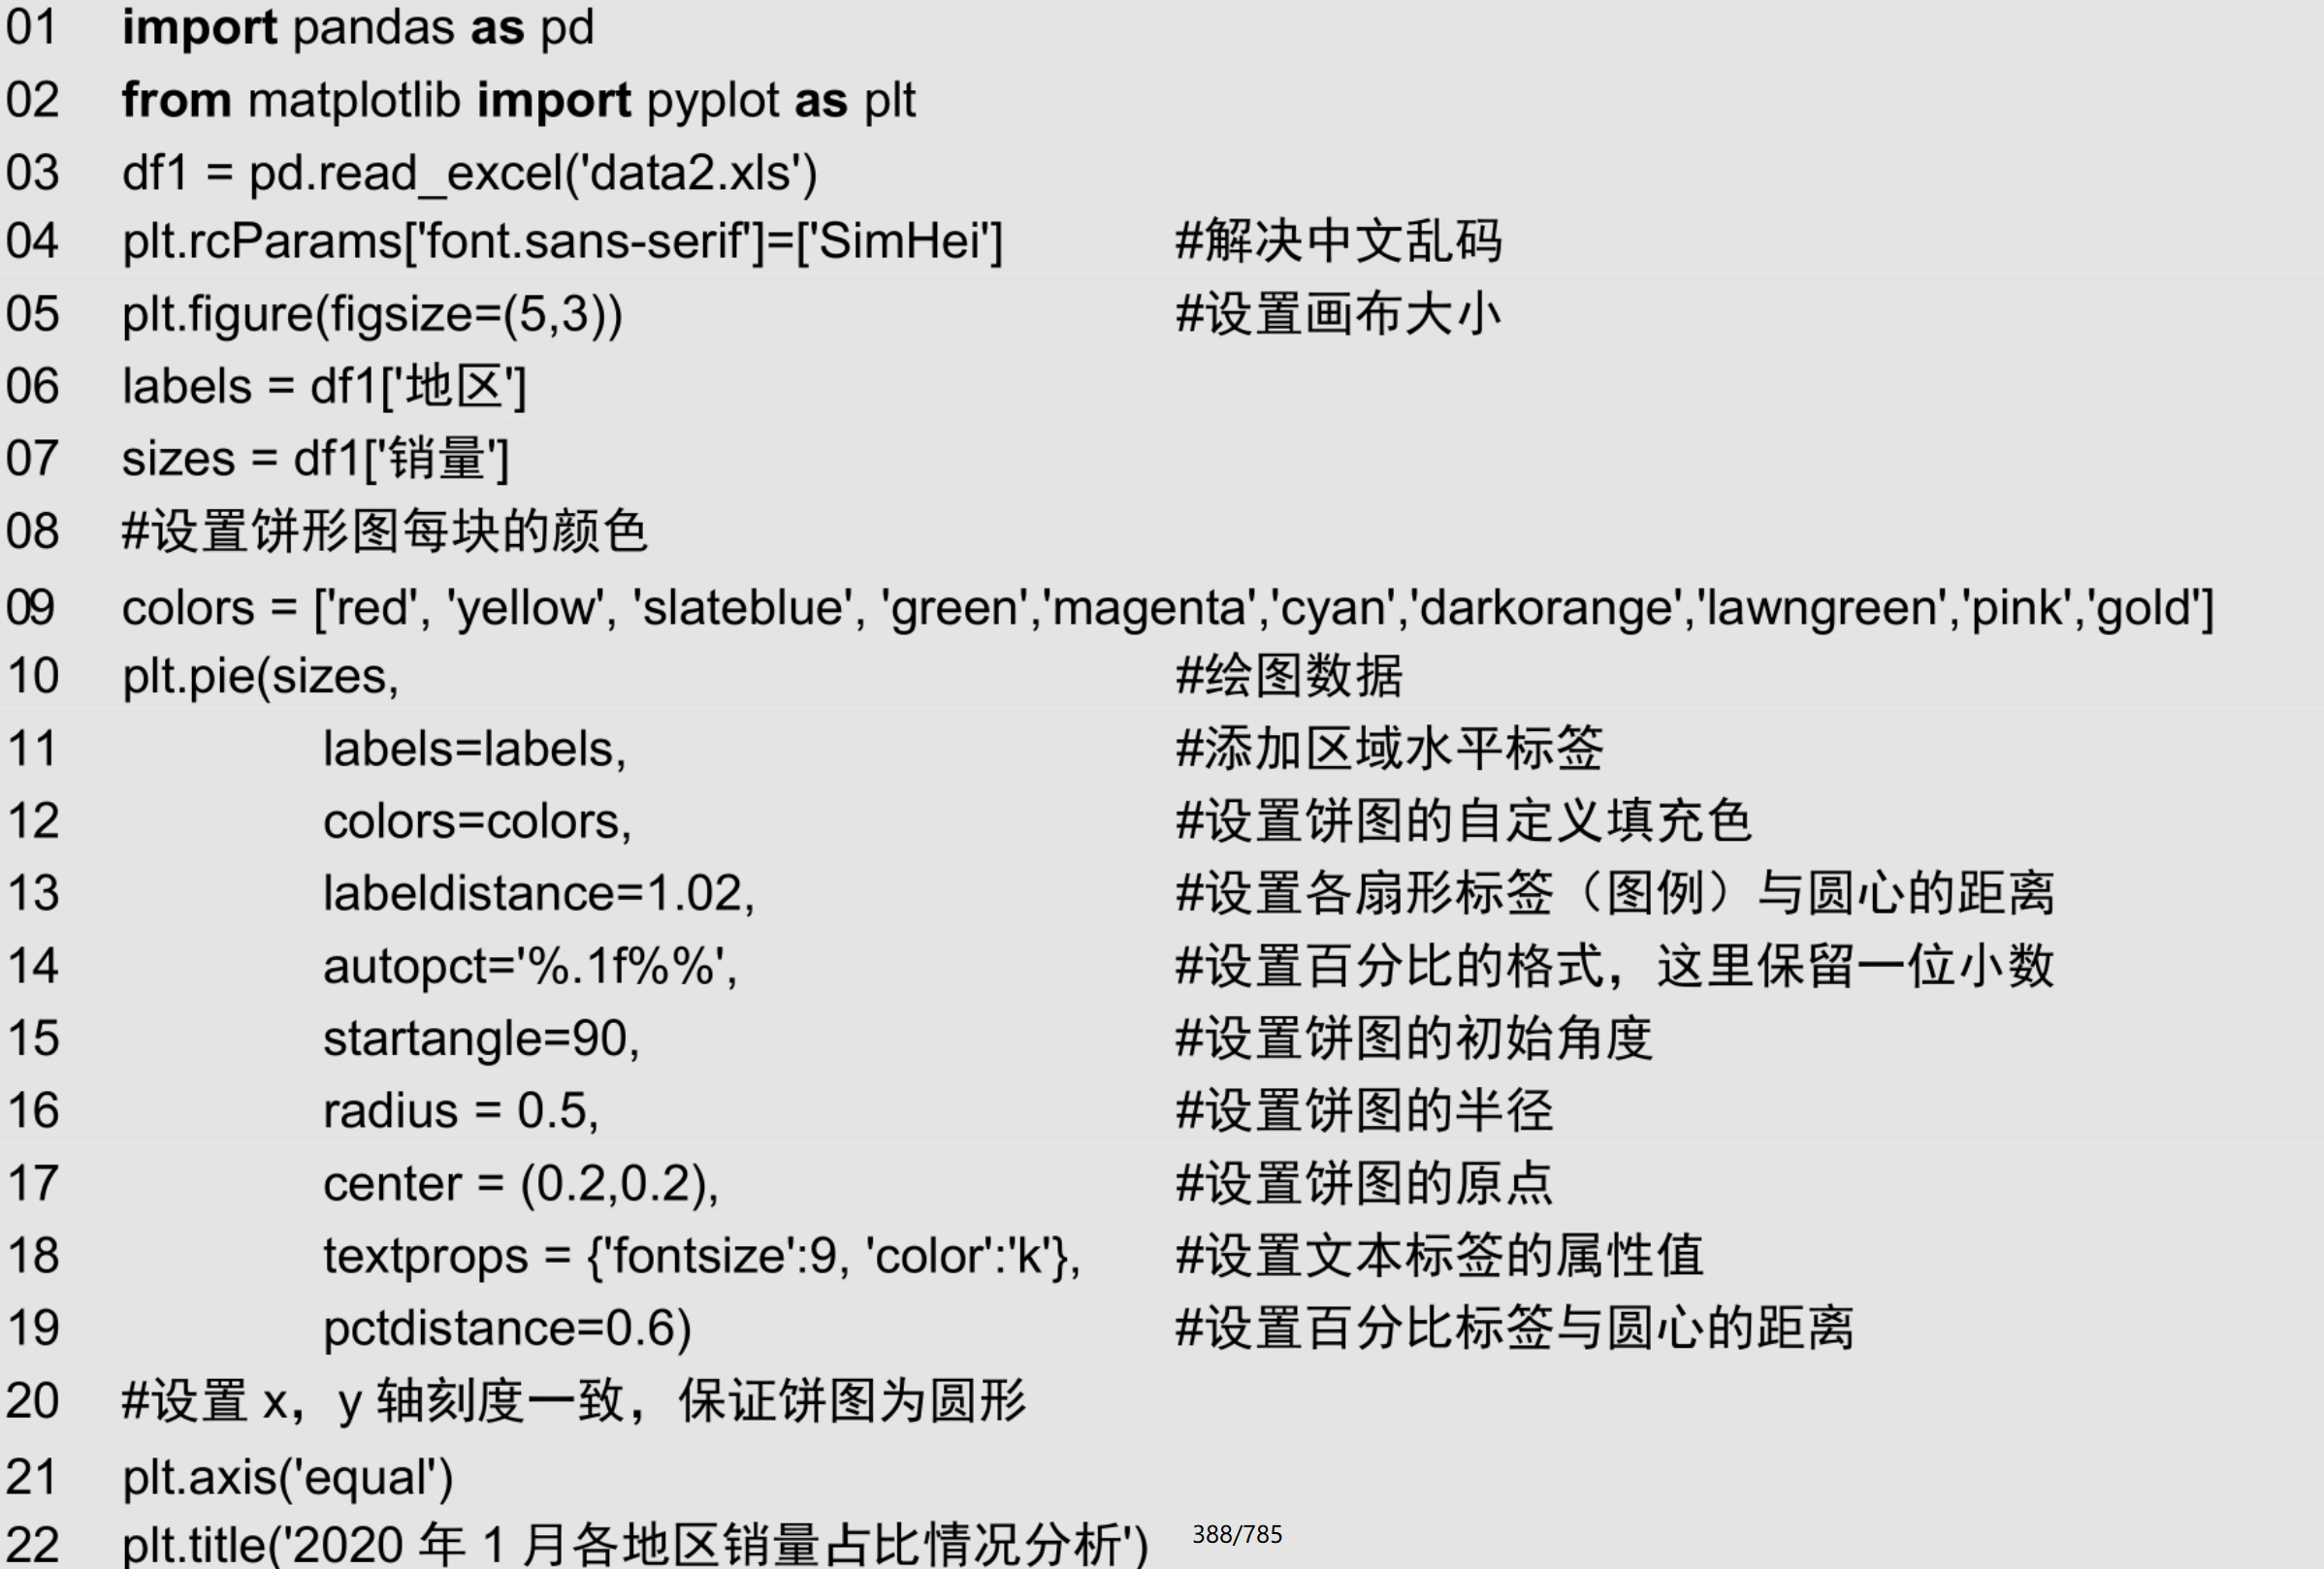 01 import pandas as pd
02 from matplotlib import pyplot as plt
03 df1 = pd.read_excel('data2.xls')
04 plt.rcParams['font.sans-serif']=['SimHei'] #解决中文乱码
05 plt.figure(figsize=(5,3)) #设置画布大小
06 labels = df1['地区']
07 sizes = df1['销量']
08 #设置饼形图每块的颜色
09 colors = ['red', 'yellow', 'slateblue', 'green','magenta','cyan','darkorange','lawngreen','pink','gold']
10 plt.pie(sizes, #绘图数据
11 labels=labels, #添加区域水平标签
12 colors=colors, #设置饼图的自定义填充色
13 labeldistance=1.02, #设置各扇形标签（图例）与圆心的距离
14 autopct='%.1f%%', #设置百分比的格式，这里保留一位小数
15 startangle=90, #设置饼图的初始角度
16 radius = 0.5, #设置饼图的半径
17 center = (0.2,0.2), #设置饼图的原点
18 textprops = {'fontsize':9, 'color':'k'}, #设置文本标签的属性值
19 pctdistance=0.6) #设置百分比标签与圆心的距离
20 #设置 x，y 轴刻度一致，保证饼图为圆形
21 plt.axis('equal')
22 plt.title('2020 年 1 月各地区销量占比情况分析')
388/785